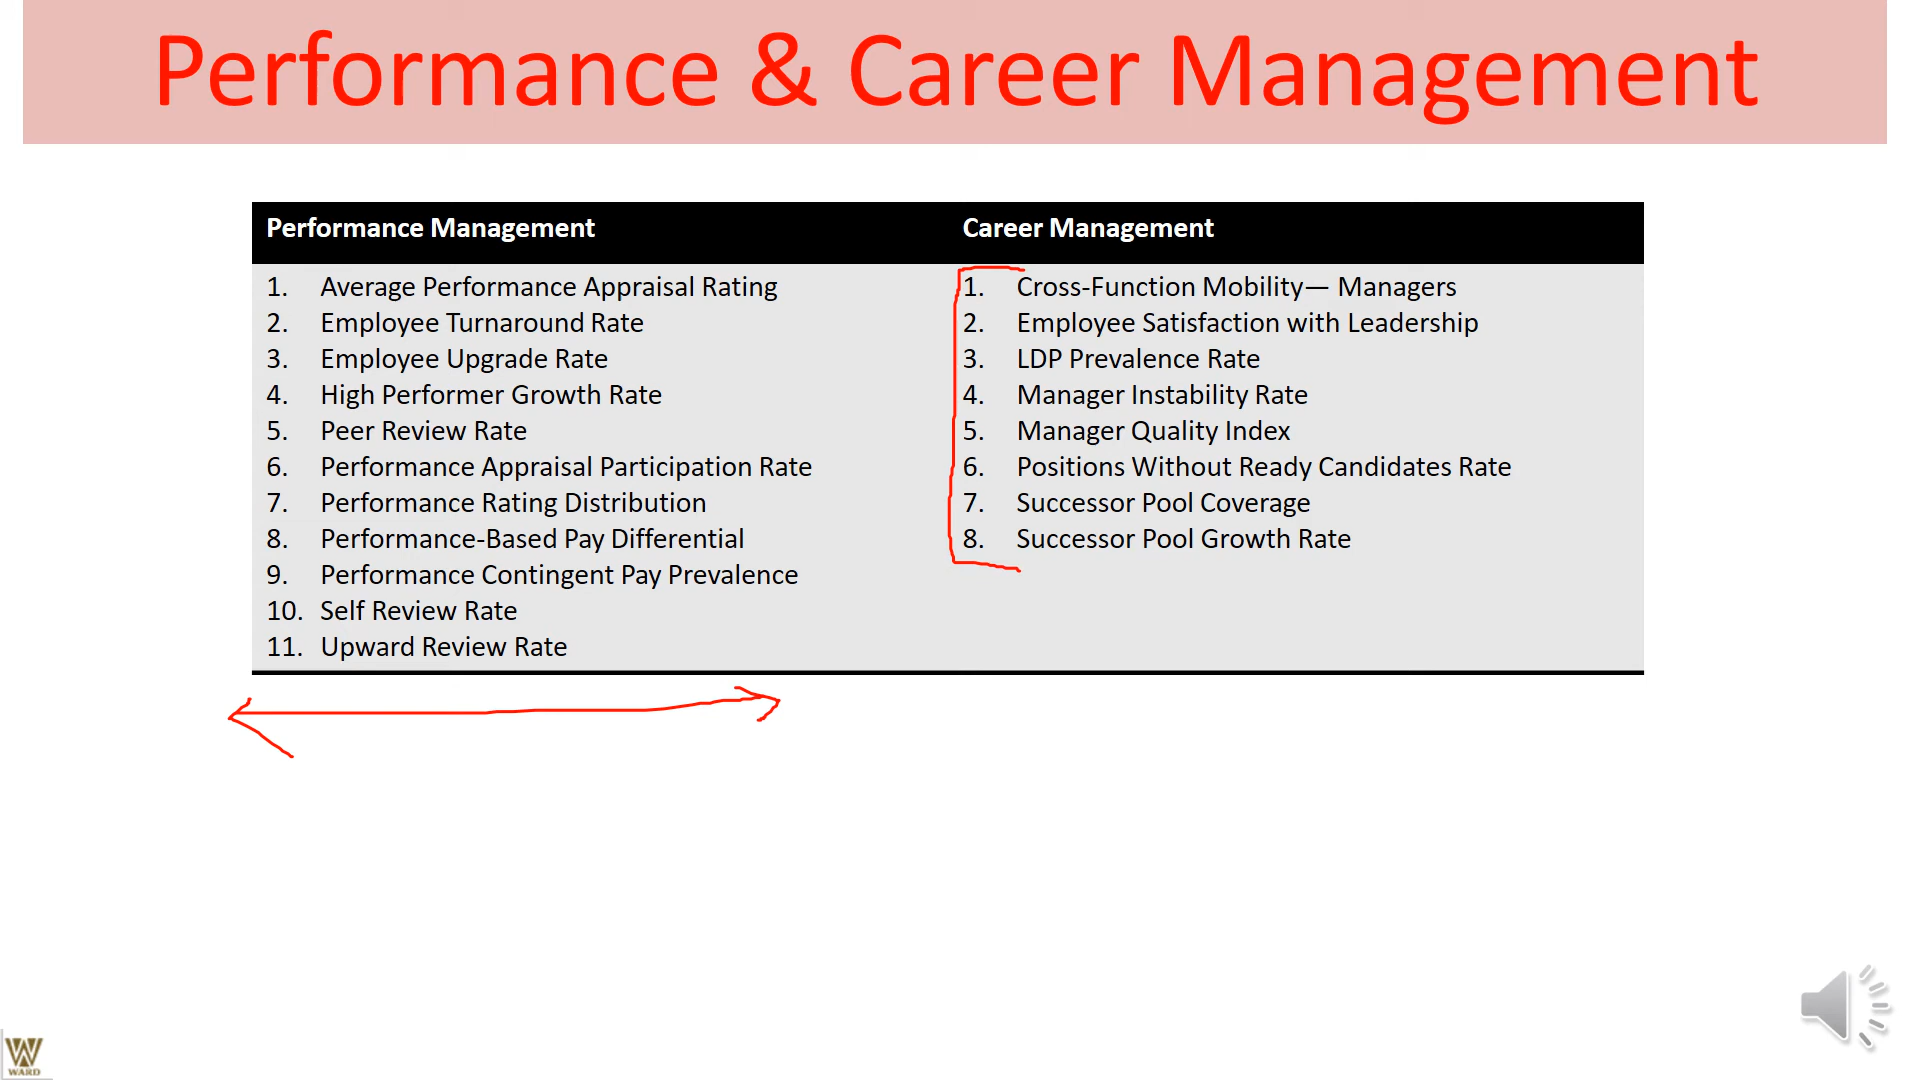 Performance & Career Management
Performance Management
1. Average Performance Appraisal Rating
2. Employee Turnaround Rate
3. Employee Upgrade Rate
4. High Performer Growth Rate
5. Peer Review Rate
6. Performance Appraisal Participation Rate
7. Performance Rating Distribution
8. Performance-Based Pay Differential
9. Performance Contingent Pay Prevalence
10. Self Review Rate
11. Upward Review Rate
Career Management
1. Cross-Function Mobility— Managers
2. Employee Satisfaction with Leadership
3. LDP Prevalence Rate
4. Manager Instability Rate
5. Manager Quality Index
6. Positions Without Ready Candidates Rate
7. Successor Pool Coverage
8. Successor Pool Growth Rate
WARD